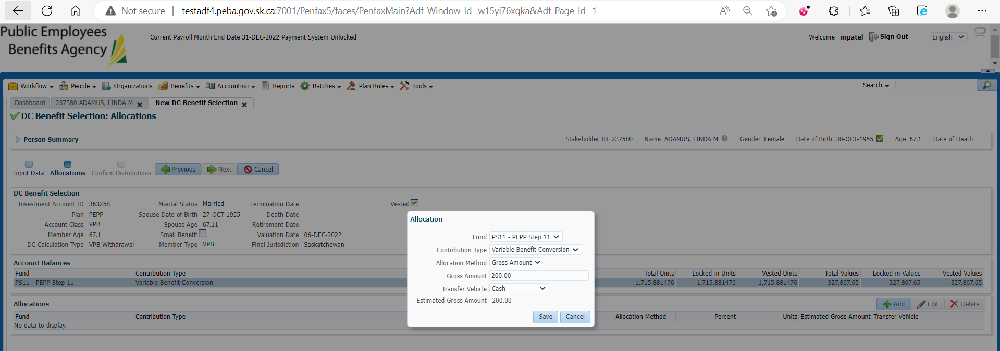 Not secure | testadf4.peba.gov.sk.ca:7001/Penfax5/faces/PenfaxMain?Adf-Window-Id=w15yi76xqka&Adf-Page-Id=1
Public Employees
Benefits Agency
Current Payroll Month End Date 31-DEC-2022 Payment System Unlocked
Welcome mpatel Sign Out English
Workflow People Organizations Benefits Accounting Reports Batches Plan Rules Tools Search
Dashboard 237580-ADAMUS, LINDA M New DC Benefit Selection
DC Benefit Selection: Allocations
Person Summary Stakeholder ID 237580 Name ADAMUS, LINDA M Gender Female Date of Birth 30-OCT-1955 Age 67.1 Date of Death
Input Data Allocations Confirm Distributions Previous Next Cancel
DC Benefit Selection
Investment Account ID 363258 Marital Status Married Termination Date Vested
Plan PEPP Spouse Date of Birth 27-OCT-1955 Death Date
Account Class VPB Spouse Age 67.11 Retirement Date
Member Age 67.1 Small Benefit Valuation Date 06-DEC-2022
DC Calculation Type VPB Withdrawal Member Type VPB Final Jurisdiction Saskatchewan
Allocation
Fund PS11 - PEPP Step 11
Contribution Type Variable Benefit Conversion
Allocation Method Gross Amount
Gross Amount 200.00
Transfer Vehicle Cash
Estimated Gross Amount 200.00
Save Cancel
Account Balances
Fund Contribution Type Total Units Locked-in Units Vested Units Total Values Locked-in Values Vested Values
PS11 - PEPP Step 11 Variable Benefit Conversion 1,715.881476 1,715.881476 1,715.881476 327,807.65 327,807.65 327,807.65
Allocations Add Edit Delete
Fund Contribution Type Allocation Method Percent Units Estimated Gross Amount Transfer Vehicle
No data to display.